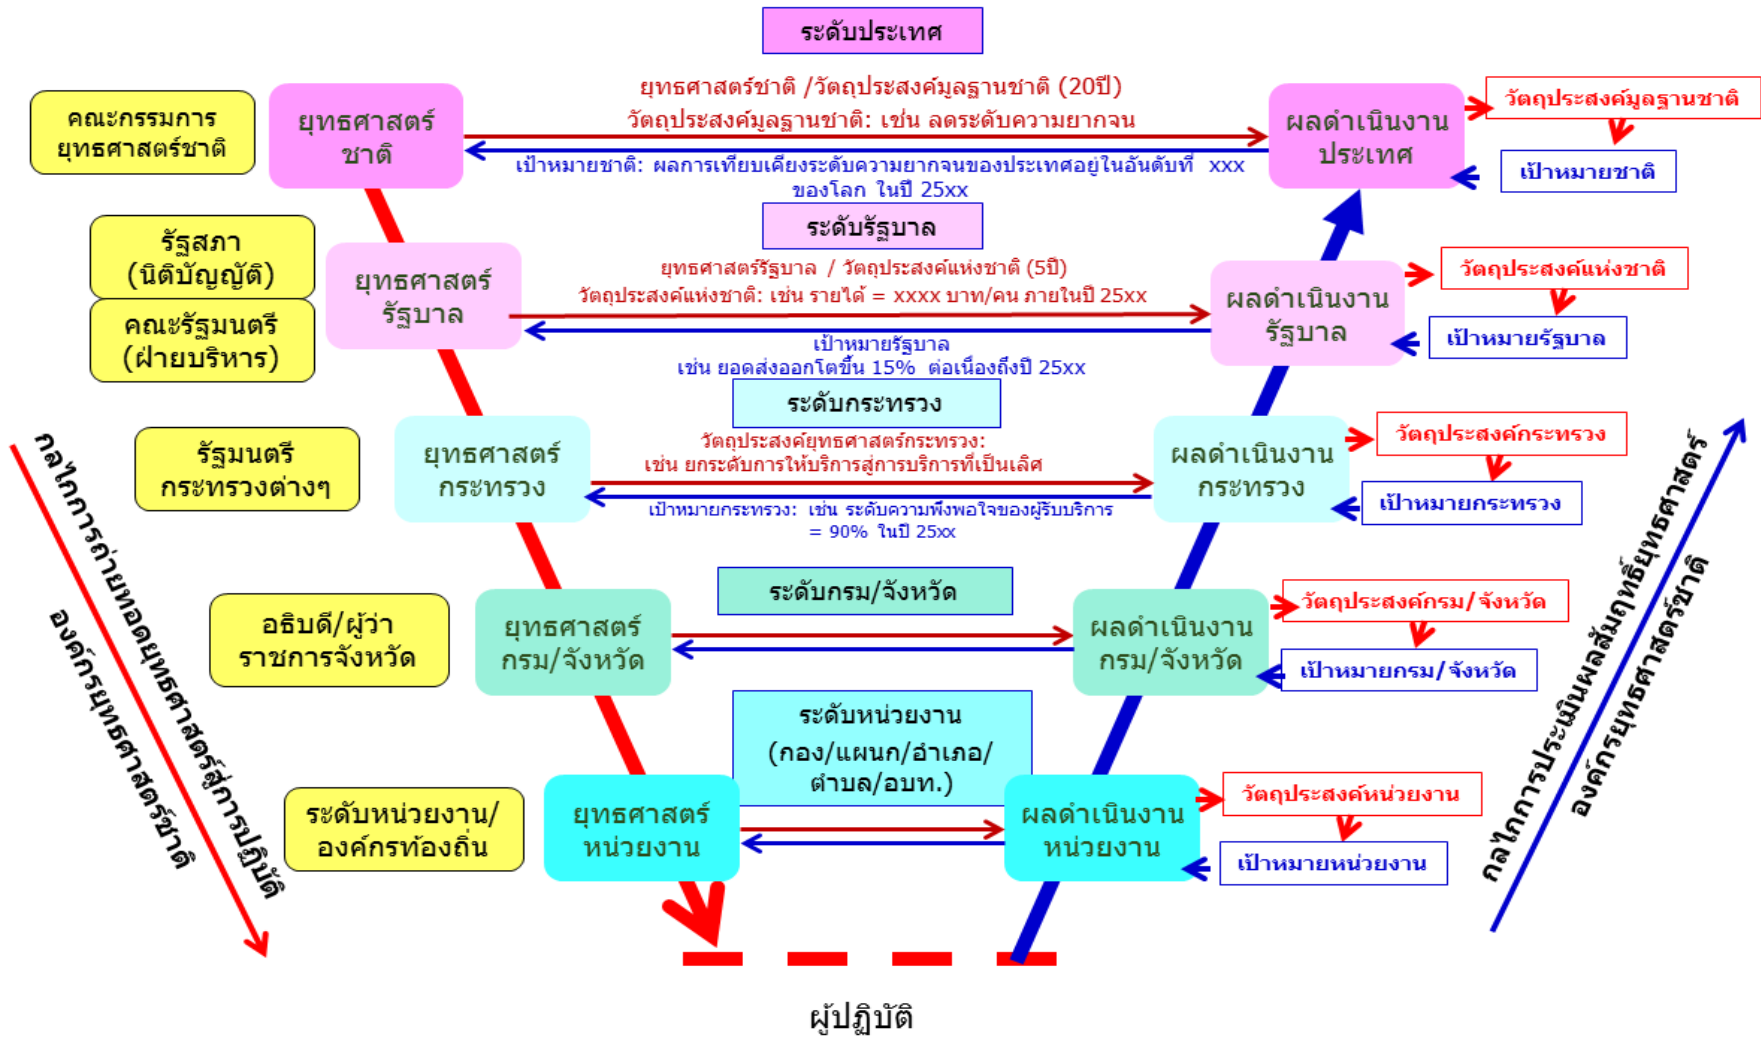 ระดับประเทศ
คณะกรรมการ
ยุทธศาสตร์ชาติ
ยุทธศาสตร์
ชาติ
ยุทธศาสตร์ชาติ /วัตถุประสงค์มูลฐานชาติ (20ปี)
วัตถุประสงค์มูลฐานชาติ: เช่น ลดระดับความยากจน
เป้าหมายชาติ: ผลการเทียบเคียงระดับความยากจนของประเทศอยู่ในอันดับที่ xxx
ของโลก ในปี 25xx
ผลดำเนินงาน
ประเทศ
วัตถุประสงค์มูลฐานชาติ
เป้าหมายชาติ
ระดับรัฐบาล
รัฐสภา
(นิติบัญญัติ)
คณะรัฐมนตรี
(ฝ่ายบริหาร)
ยุทธศาสตร์
รัฐบาล
ยุทธศาสตร์รัฐบาล / วัตถุประสงค์แห่งชาติ (5ปี)
วัตถุประสงค์แห่งชาติ: เช่น รายได้ = xxxx บาท/คน ภายในปี 25xx
เป้าหมายรัฐบาล
เช่น ยอดส่งออกโตขึ้น 15% ต่อเนื่องถึงปี 25xx
ผลดำเนินงาน
รัฐบาล
วัตถุประสงค์แห่งชาติ
เป้าหมายรัฐบาล
ระดับกระทรวง
รัฐมนตรี
กระทรวงต่างๆ
ยุทธศาสตร์
กระทรวง
วัตถุประสงค์ยุทธศาสตร์กระทรวง:
เช่น ยกระดับการให้บริการสู่การบริการที่เป็นเลิศ
เป้าหมายกระทรวง: เช่น ระดับความพึงพอใจของผู้รับบริการ
= 90% ในปี 25xx
ผลดำเนินงาน
กระทรวง
วัตถุประสงค์กระทรวง
เป้าหมายกระทรวง
ระดับกรม/จังหวัด
อธิบดี/ผู้ว่า
ราชการจังหวัด
ยุทธศาสตร์
กรม/จังหวัด
ผลดำเนินงาน
กรม/จังหวัด
วัตถุประสงค์กรม/จังหวัด
เป้าหมายกรม/จังหวัด
ระดับหน่วยงาน
(กอง/แผนก/อำเภอ/
ตำบล/อบท.)
ระดับหน่วยงาน/
องค์กรท้องถิ่น
ยุทธศาสตร์
หน่วยงาน
ผลดำเนินงาน
หน่วยงาน
วัตถุประสงค์หน่วยงาน
เป้าหมายหน่วยงาน
กลไกการถ่ายทอดยุทธศาสตร์สู่การปฏิบัติ
องค์กรยุทธศาสตร์ชาติ
กลไกการประเมินผลสัมฤทธิ์ยุทธศาสตร์
องค์กรยุทธศาสตร์ชาติ
ผู้ปฏิบัติ